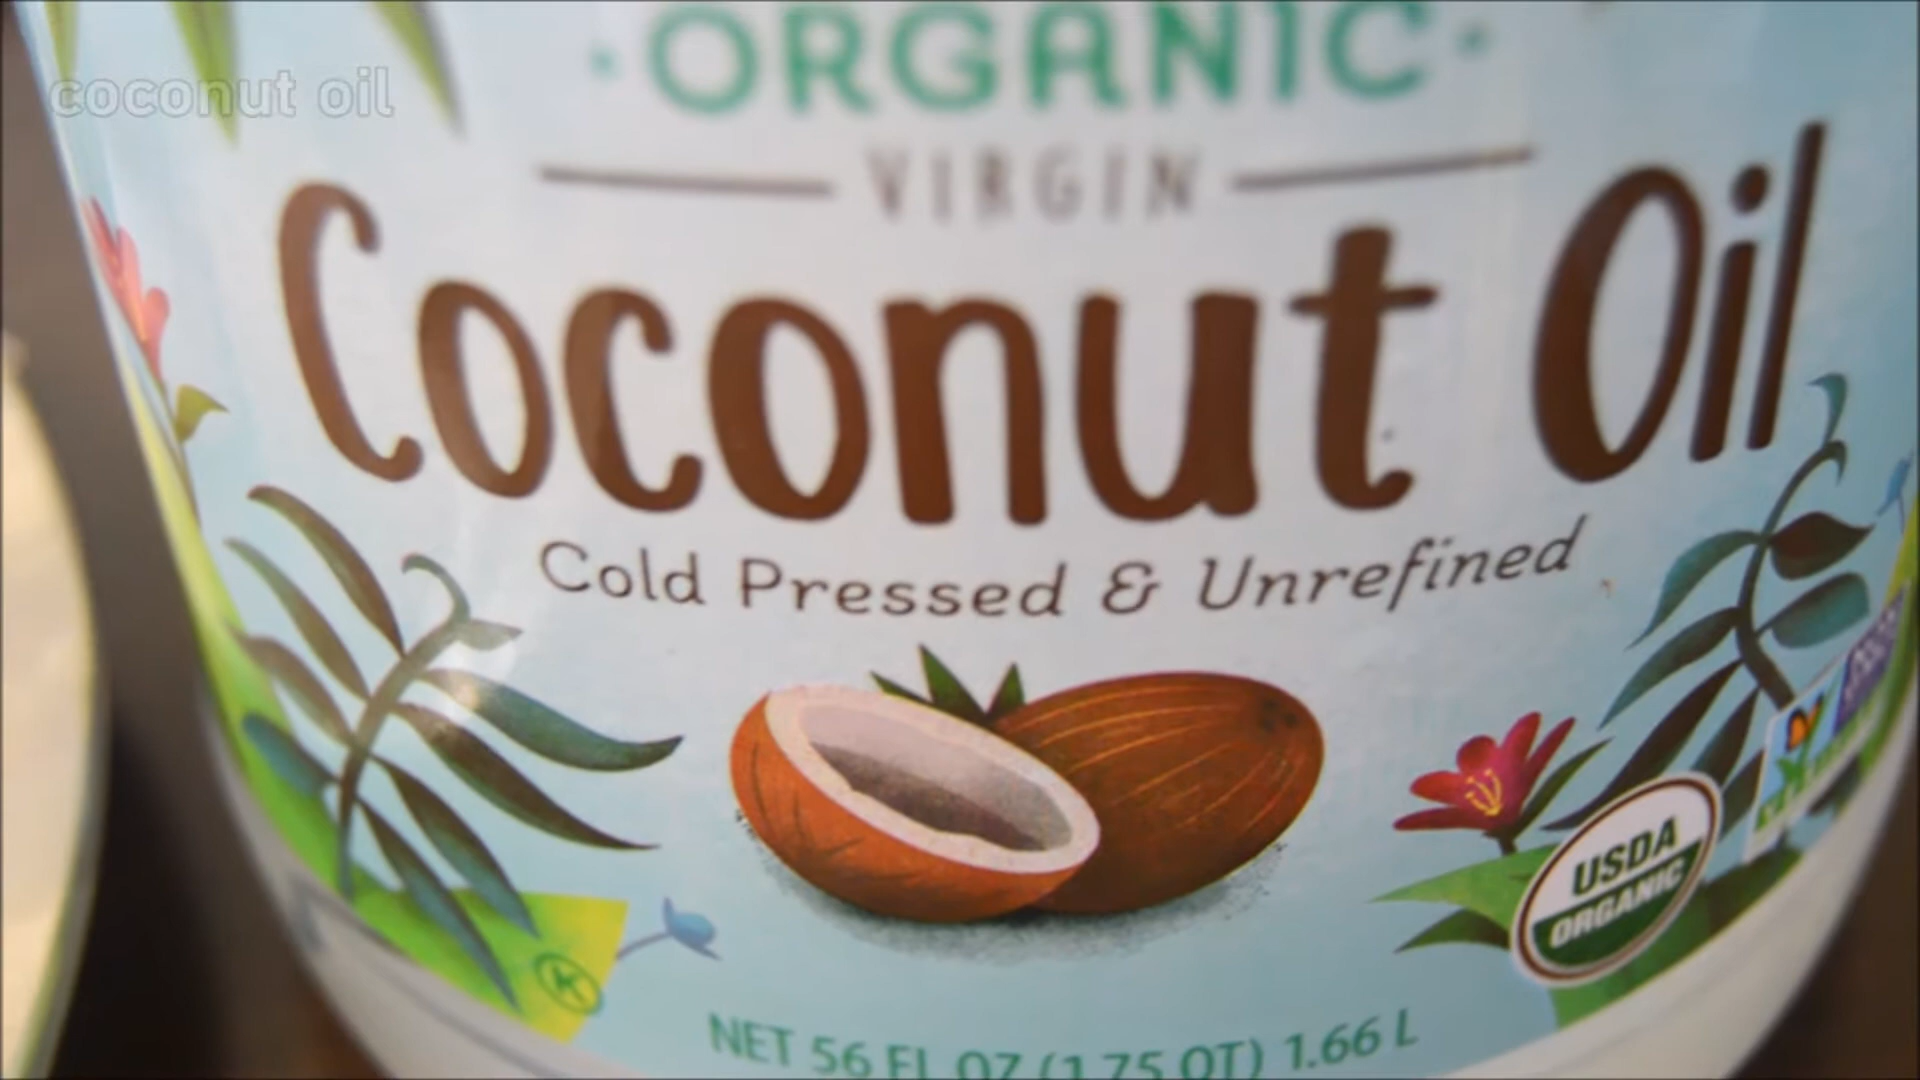 coconut oil
ORGANIC
VIRGIN
Coconut Oil
Cold Pressed & Unrefined
USDA
ORGANIC
K
NET 56 FL OZ (1.75 QT) 1.66 L